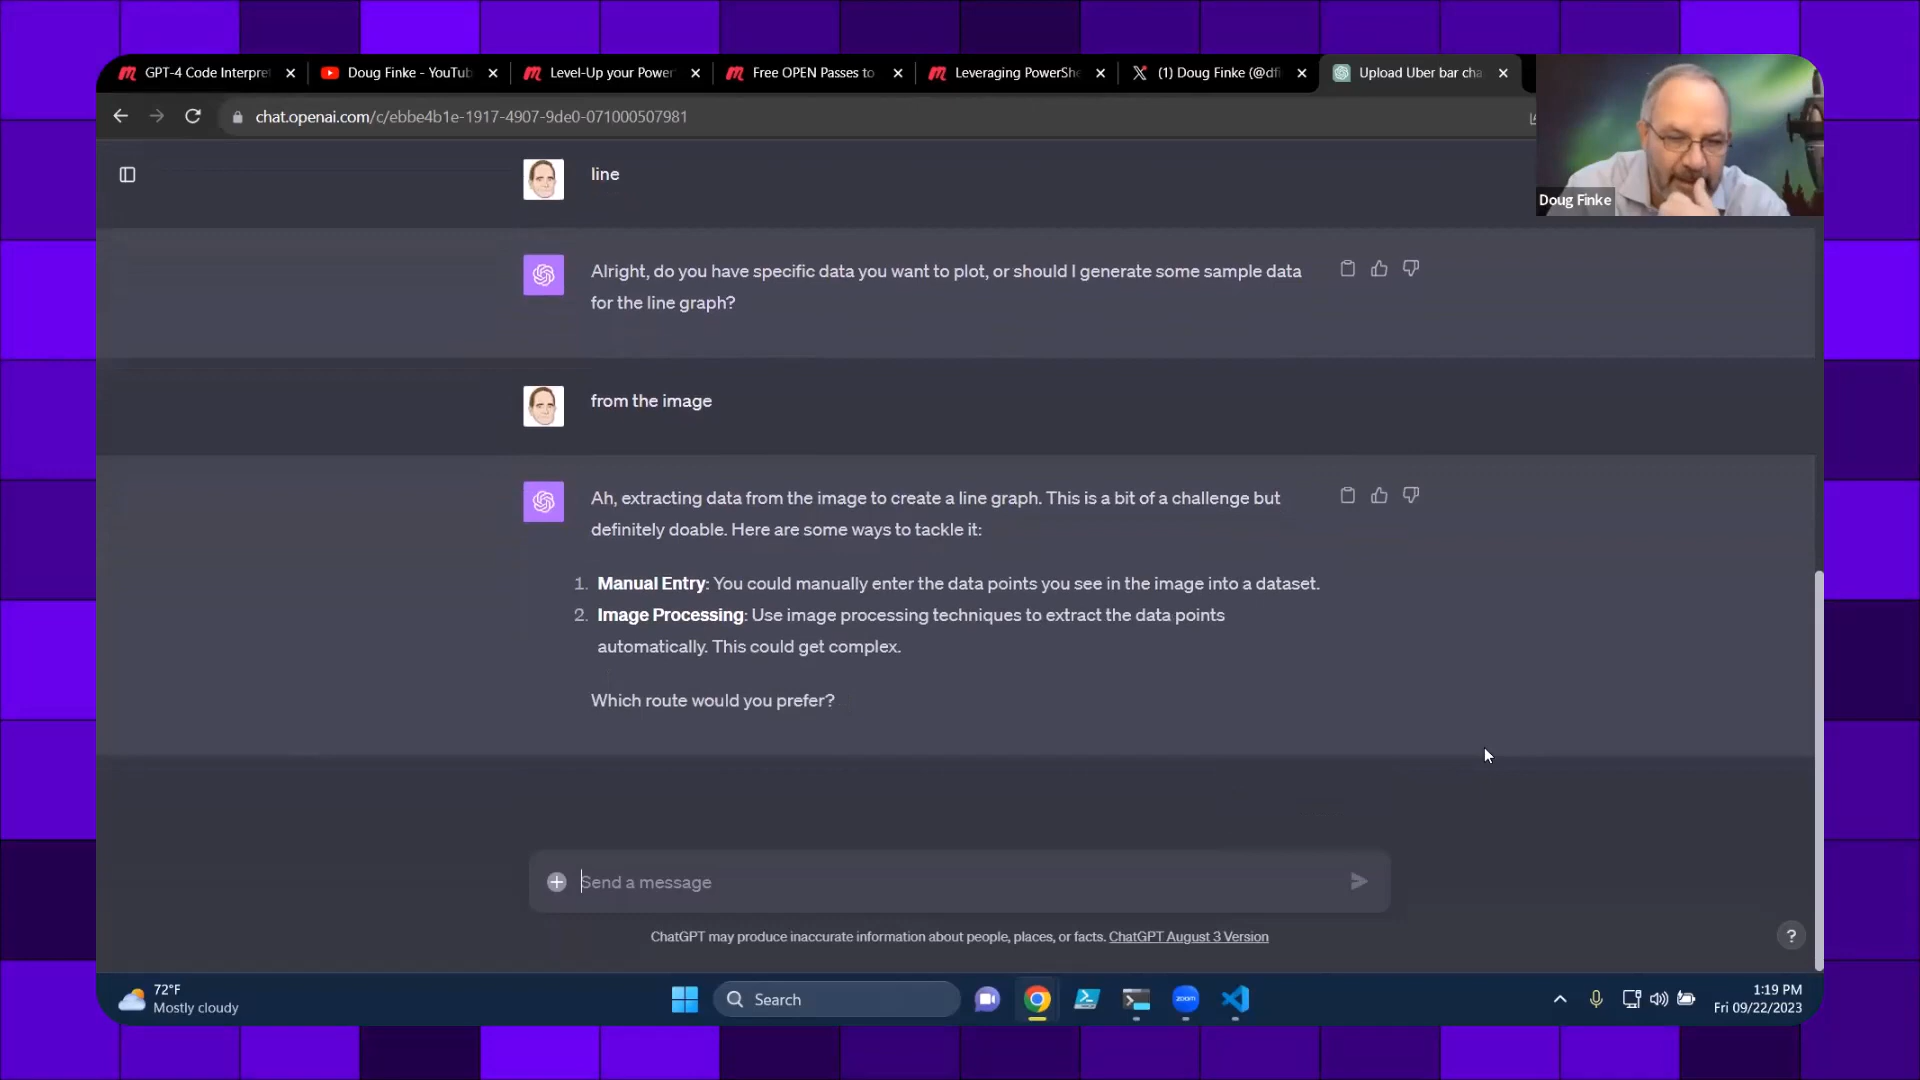 GPT-4 Code Interpre
Doug Finke - YouTub
Level-Up your Power
Free OPEN Passes to
Leveraging PowerShe
(1) Doug Finke (@dfi
Upload Uber bar cha
chat.openai.com/c/ebbe4b1e-1917-4907-9de0-071000507981
Doug Finke
line
Alright, do you have specific data you want to plot, or should I generate some sample data
for the line graph?
from the image
Ah, extracting data from the image to create a line graph. This is a bit of a challenge but
definitely doable. Here are some ways to tackle it:
1. Manual Entry: You could manually enter the data points you see in the image into a dataset.
2. Image Processing: Use image processing techniques to extract the data points
automatically. This could get complex.
Which route would you prefer?
Send a message
ChatGPT may produce inaccurate information about people, places, or facts. ChatGPT August 3 Version
?
72°F
Mostly cloudy
Search
zoom
1:19 PM
Fri 09/22/2023